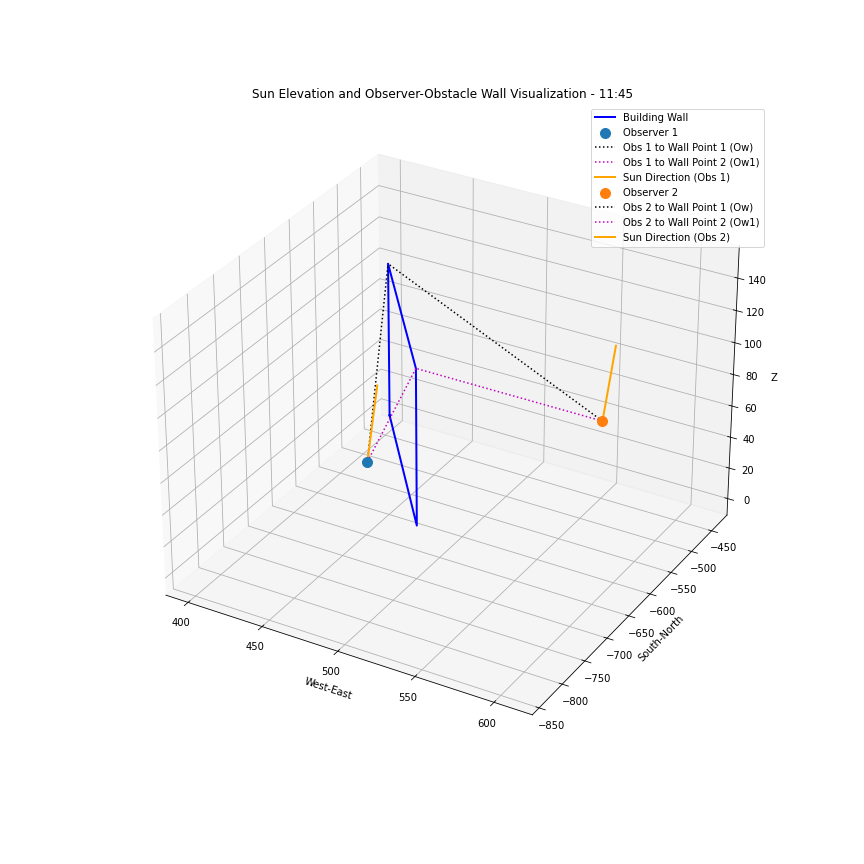 Sun Elevation and Observer-Obstacle Wall Visualization - 11:45
Building Wall
Observer 1
Obs 1 to Wall Point 1 (Ow)
Obs 1 to Wall Point 2 (Ow1)
Sun Direction (Obs 1)
Observer 2
Obs 2 to Wall Point 1 (Ow)
Obs 2 to Wall Point 2 (Ow1)
Sun Direction (Obs 2)
140
120
100
80
60
40
20
0
Z
−450
−500
−550
−600
−650
−700
−750
−800
−850
South-North
400
450
500
550
600
West-East